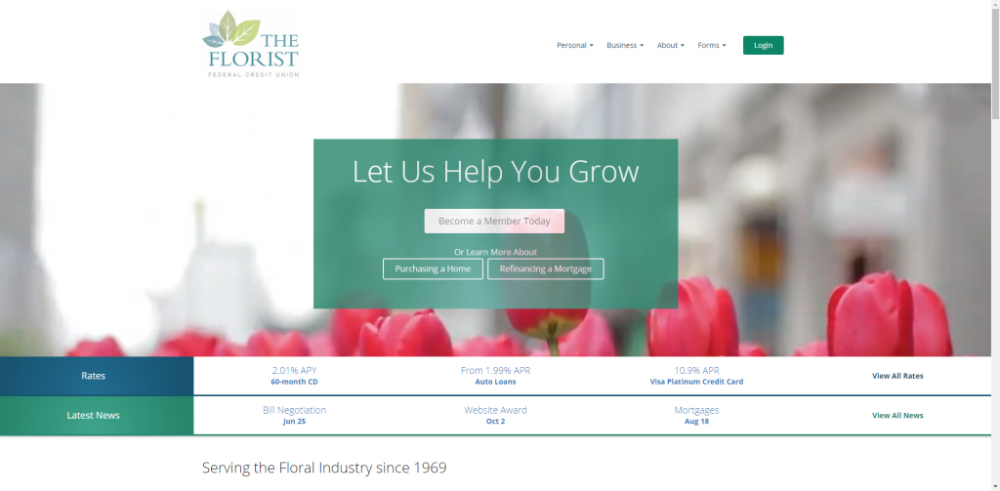 THE
FLORIST
FEDERAL CREDIT UNION
Personal Business About Forms Login
Let Us Help You Grow
Become a Member Today
Or Learn More About
Purchasing a Home Refinancing a Mortgage
Rates
2.01% APY
60-month CD
From 1.99% APR
Auto Loans
10.9% APR
Visa Platinum Credit Card
View All Rates
Latest News
Bill Negotiation
Jun 25
Website Award
Oct 2
Mortgages
Aug 18
View All News
Serving the Floral Industry since 1969